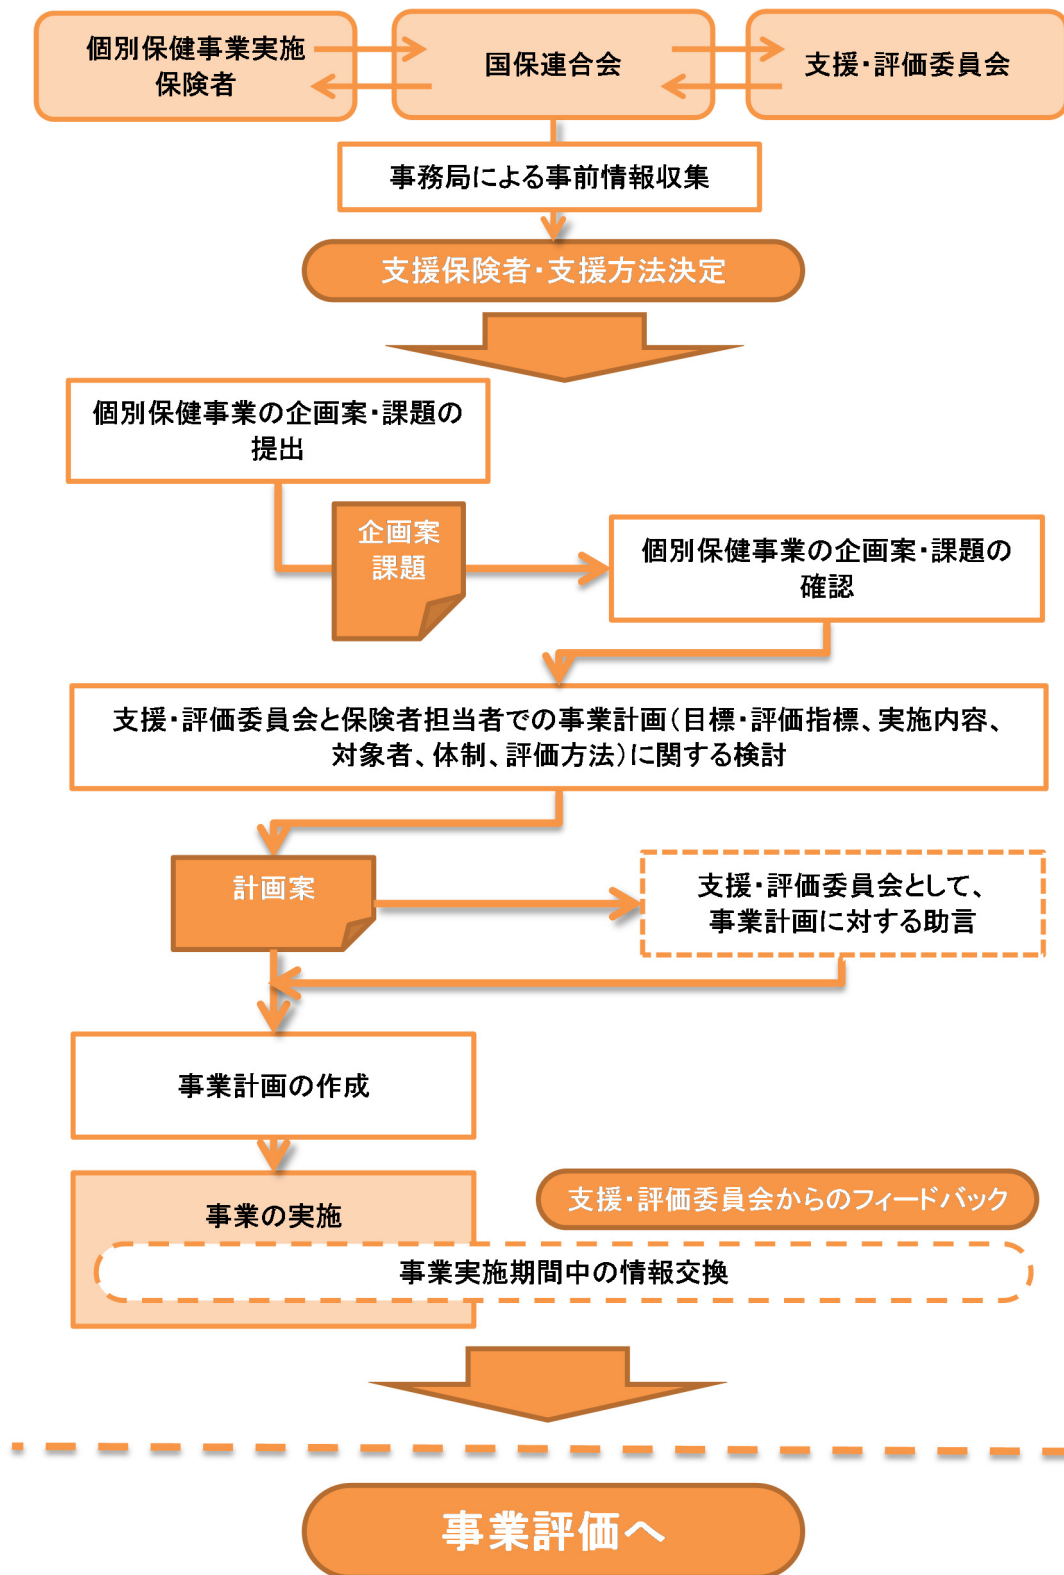 個別保健事業実施
保険者
国保連合会
支援・評価委員会
事務局による事前情報収集
支援保険者・支援方法決定
個別保健事業の企画案・課題の
提出
企画案
課題
個別保健事業の企画案・課題の
確認
支援・評価委員会と保険者担当者での事業計画（目標・評価指標、実施内容、
対象者、体制、評価方法）に関する検討
計画案
支援・評価委員会として、
事業計画に対する助言
事業計画の作成
事業の実施
支援・評価委員会からのフィードバック
事業実施期間中の情報交換
事業評価へ